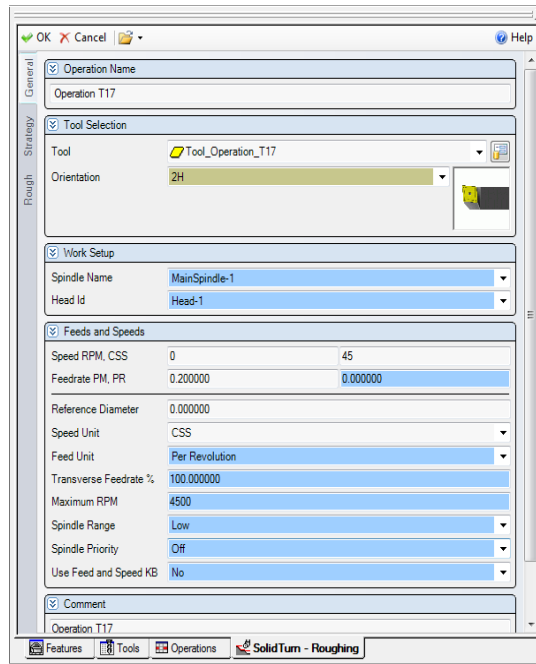 OK Cancel Help
General
Strategy
Rough
Operation Name
Operation T17
Tool Selection
Tool Tool_Operation_T17
Orientation 2H
Work Setup
Spindle Name MainSpindle-1
Head Id Head-1
Feeds and Speeds
Speed RPM, CSS 0 45
Feedrate PM, PR 0.200000 0.000000
Reference Diameter 0.000000
Speed Unit CSS
Feed Unit Per Revolution
Transverse Feedrate % 100.000000
Maximum RPM 4500
Spindle Range Low
Spindle Priority Off
Use Feed and Speed KB No
Comment
Operation T17
Features Tools Operations SolidTurn - Roughing